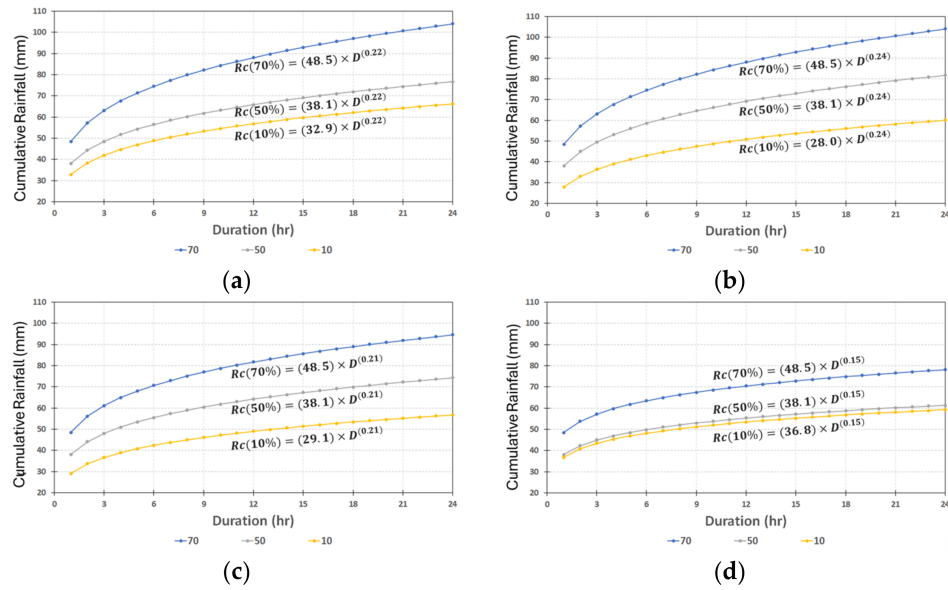 Cumulative Rainfall (mm)
110
100
90
80
70
60
50
40
30
20
Rc(70%) = (48.5) × D^(0.22)
Rc(50%) = (38.1) × D^(0.22)
Rc(10%) = (32.9) × D^(0.22)
0 3 6 9 12 15 18 21 24
Duration (hr)
70 50 10
(a)
Cumulative Rainfall (mm)
110
100
90
80
70
60
50
40
30
20
Rc(70%) = (48.5) × D^(0.24)
Rc(50%) = (38.1) × D^(0.24)
Rc(10%) = (28.0) × D^(0.24)
0 3 6 9 12 15 18 21 24
Duration (hr)
70 50 10
(b)
Cumulative Rainfall (mm)
110
100
90
80
70
60
50
40
30
20
Rc(70%) = (48.5) × D^(0.21)
Rc(50%) = (38.1) × D^(0.21)
Rc(10%) = (29.1) × D^(0.21)
0 3 6 9 12 15 18 21 24
Duration (hr)
70 50 10
(c)
Cumulative Rainfall (mm)
110
100
90
80
70
60
50
40
30
20
Rc(70%) = (48.5) × D^(0.15)
Rc(50%) = (38.1) × D^(0.15)
Rc(10%) = (36.8) × D^(0.15)
0 3 6 9 12 15 18 21 24
Duration (hr)
70 50 10
(d)